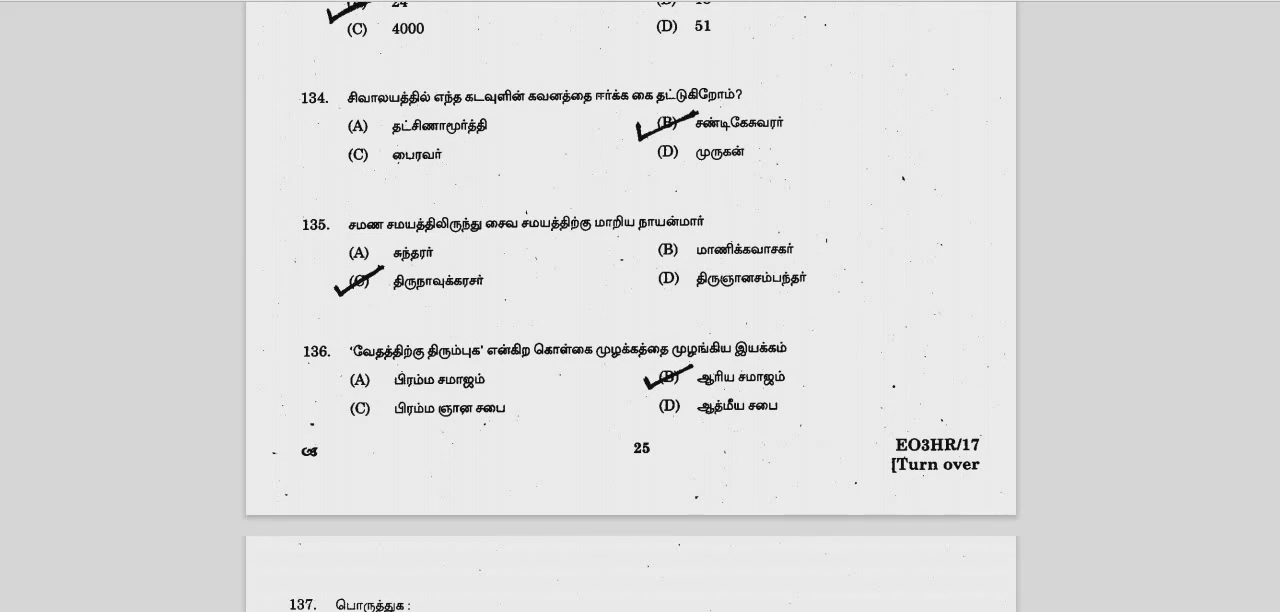 24
(C) 4000 (D) 51
134. சிவாலயத்தில் எந்த கடவுளின் கவனத்தை ஈர்க்க கை தட்டுகிறோம்?
(A) தட்சிணாமூர்த்தி (B) சண்டிகேசுவரர்
(C) பைரவர் (D) முருகன்
135. சமண சமயத்திலிருந்து சைவ சமயத்திற்கு மாறிய நாயன்மார்
(A) சுந்தரர் (B) மாணிக்கவாசகர்
(C) திருநாவுக்கரசர் (D) திருஞானசம்பந்தர்
136. 'வேதத்திற்கு திரும்புக' என்கிற கொள்கை முழக்கத்தை முழங்கிய இயக்கம்
(A) பிரம்ம சமாஜம் (B) ஆரிய சமாஜம்
(C) பிரம்ம ஞான சபை (D) ஆத்மீய சபை
25 EO3HR/17
[Turn over
137. பொருத்துக :